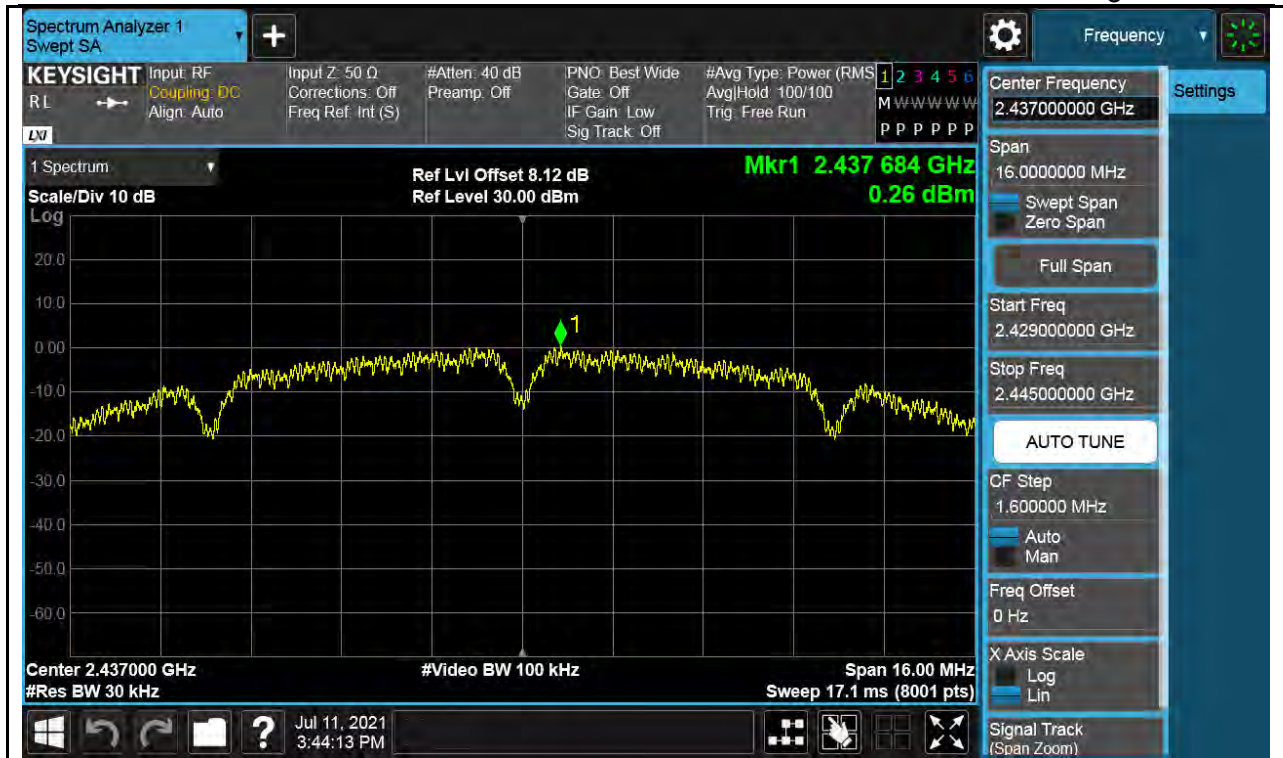 Spectrum Analyzer 1
Swept SA
+
Frequency
KEYSIGHT
RL
LXI
Input: RF
Coupling: DC
Align: Auto
Input Z: 50 Ω
Corrections: Off
Freq Ref: Int (S)
#Atten: 40 dB
Preamp: Off
PNO: Best Wide
Gate: Off
IF Gain: Low
Sig Track: Off
#Avg Type: Power (RMS
Avg|Hold: 100/100
Trig: Free Run
1 2 3 4 5 6
M W W W W W
P P P P P P
Center Frequency
2.437000000 GHz
Settings
Span
16.0000000 MHz
Swept Span
Zero Span
Full Span
Start Freq
2.429000000 GHz
Stop Freq
2.445000000 GHz
AUTO TUNE
CF Step
1.600000 MHz
Auto
Man
Freq Offset
0 Hz
X Axis Scale
Log
Lin
Signal Track
(Span Zoom)
1 Spectrum
Scale/Div 10 dB
Log
Ref Lvl Offset 8.12 dB
Ref Level 30.00 dBm
Mkr1 2.437 684 GHz
0.26 dBm
20.0
10.0
0.00
-10.0
-20.0
-30.0
-40.0
-50.0
-60.0
1
Center 2.437000 GHz
#Res BW 30 kHz
#Video BW 100 kHz
Span 16.00 MHz
Sweep 17.1 ms (8001 pts)
?
Jul 11, 2021
3:44:13 PM